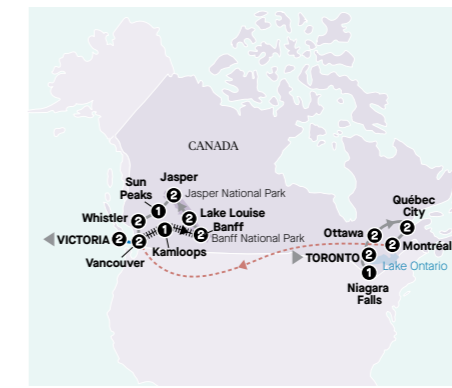 CANADA
Sun
Peaks
1
Jasper
2
Jasper National Park
Whistler
2
2
Lake Louise
VICTORIA
2
Vancouver
2
1
Kamloops
Banff
2
Banff National Park
Québec
City
2
Ottawa
2
2
Montréal
TORONTO
2
Lake Ontario
1
Niagara
Falls